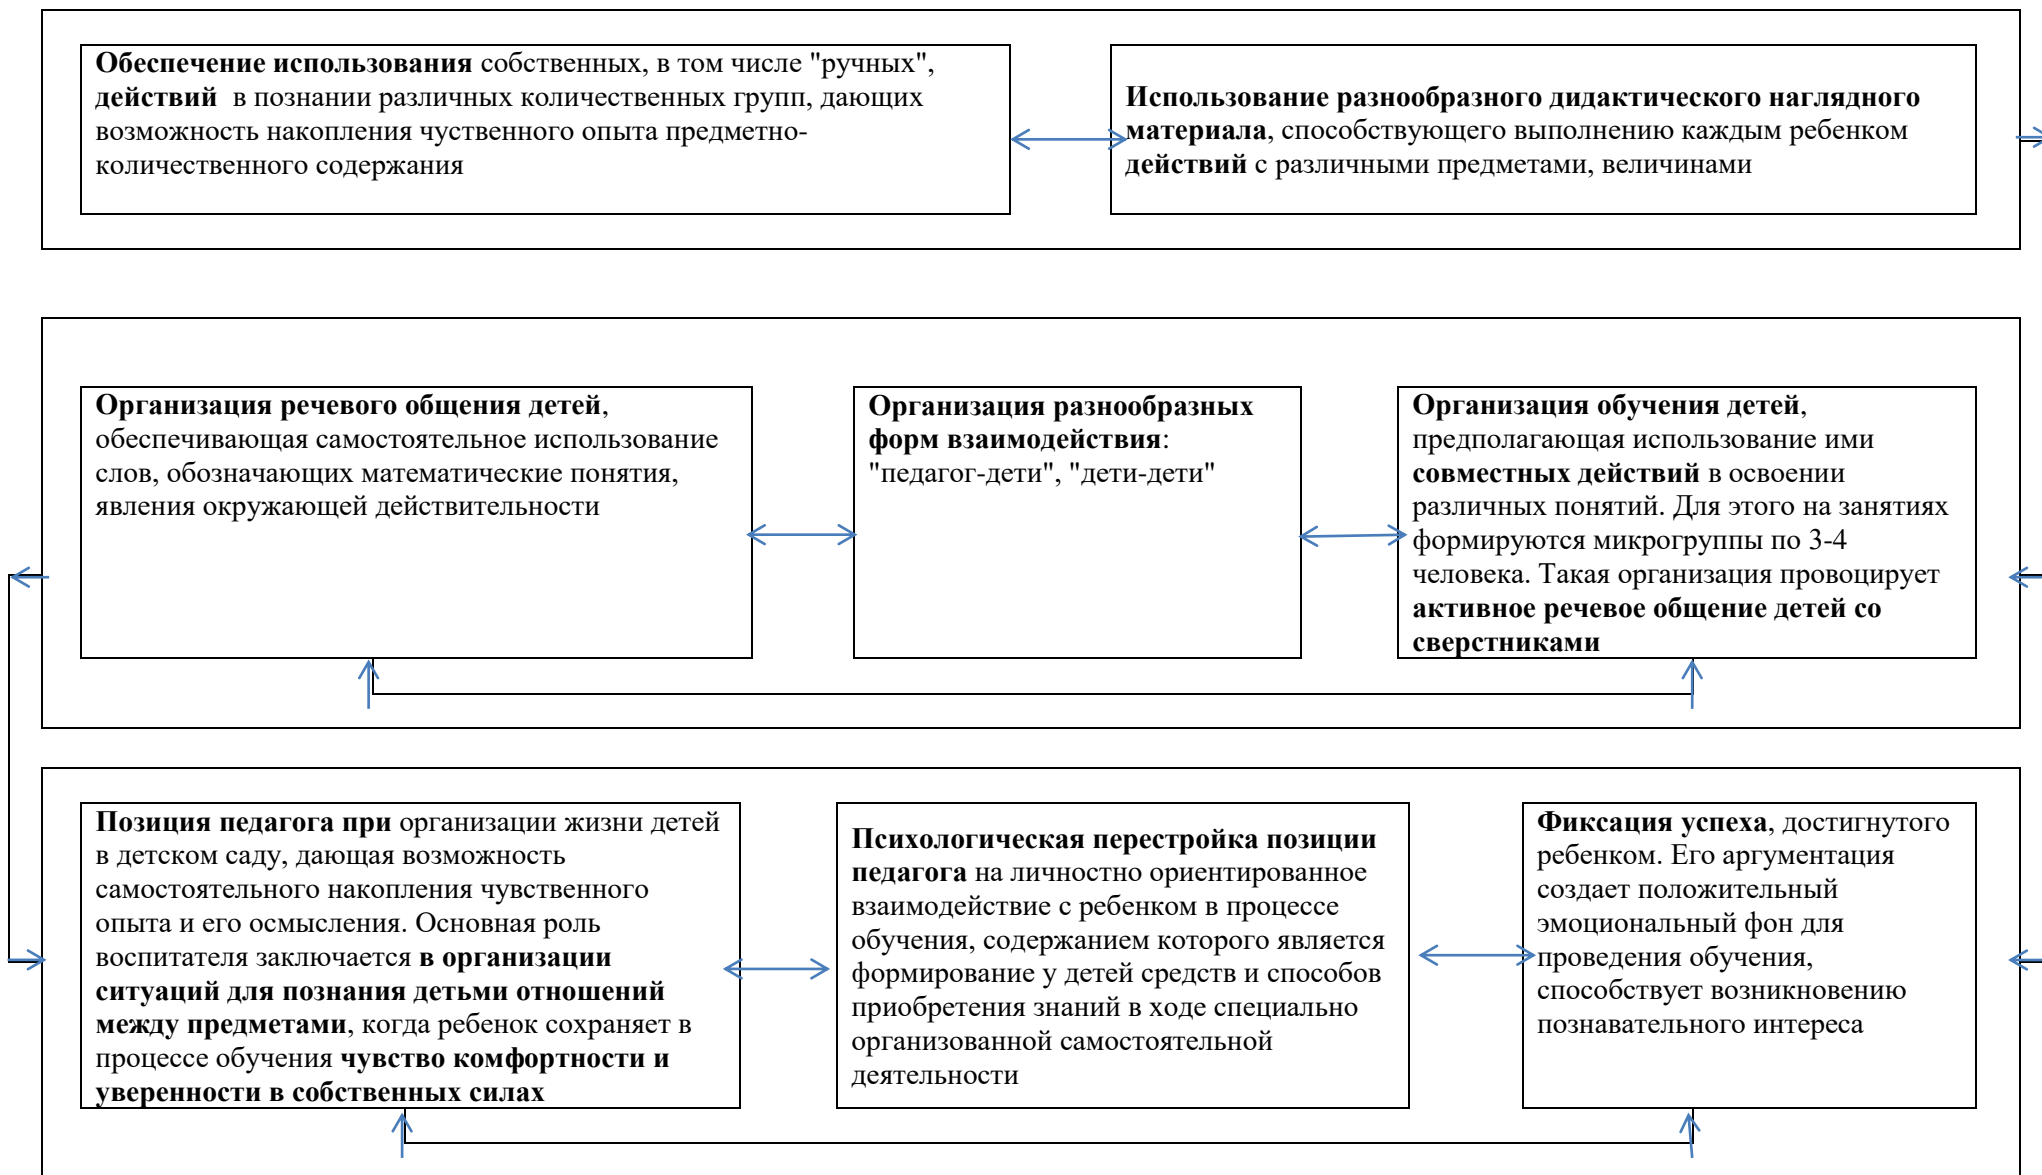 Обеспечение использования собственных, в том числе "ручных",
действий в познании различных количественных групп, дающих
возможность накопления чуственного опыта предметно-
количественного содержания
Использование разнообразного дидактического наглядного
материала, способствующего выполнению каждым ребенком
действий с различными предметами, величинами
Организация речевого общения детей,
обеспечивающая самостоятельное использование
слов, обозначающих математические понятия,
явления окружающей действительности
Организация разнообразных
форм взаимодействия:
"педагог-дети", "дети-дети"
Организация обучения детей,
предполагающая использование ими
совместных действий в освоении
различных понятий. Для этого на занятиях
формируются микрогруппы по 3-4
человека. Такая организация провоцирует
активное речевое общение детей со
сверстниками
Позиция педагога при организации жизни детей
в детском саду, дающая возможность
самостоятельного накопления чувственного
опыта и его осмысления. Основная роль
воспитателя заключается в организации
ситуаций для познания детьми отношений
между предметами, когда ребенок сохраняет в
процессе обучения чувство комфортности и
уверенности в собственных силах
Психологическая перестройка позиции
педагога на личностно ориентированное
взаимодействие с ребенком в процессе
обучения, содержанием которого является
формирование у детей средств и способов
приобретения знаний в ходе специально
организованной самостоятельной
деятельности
Фиксация успеха, достигнутого
ребенком. Его аргументация
создает положительный
эмоциональный фон для
проведения обучения,
способствует возникновению
познавательного интереса